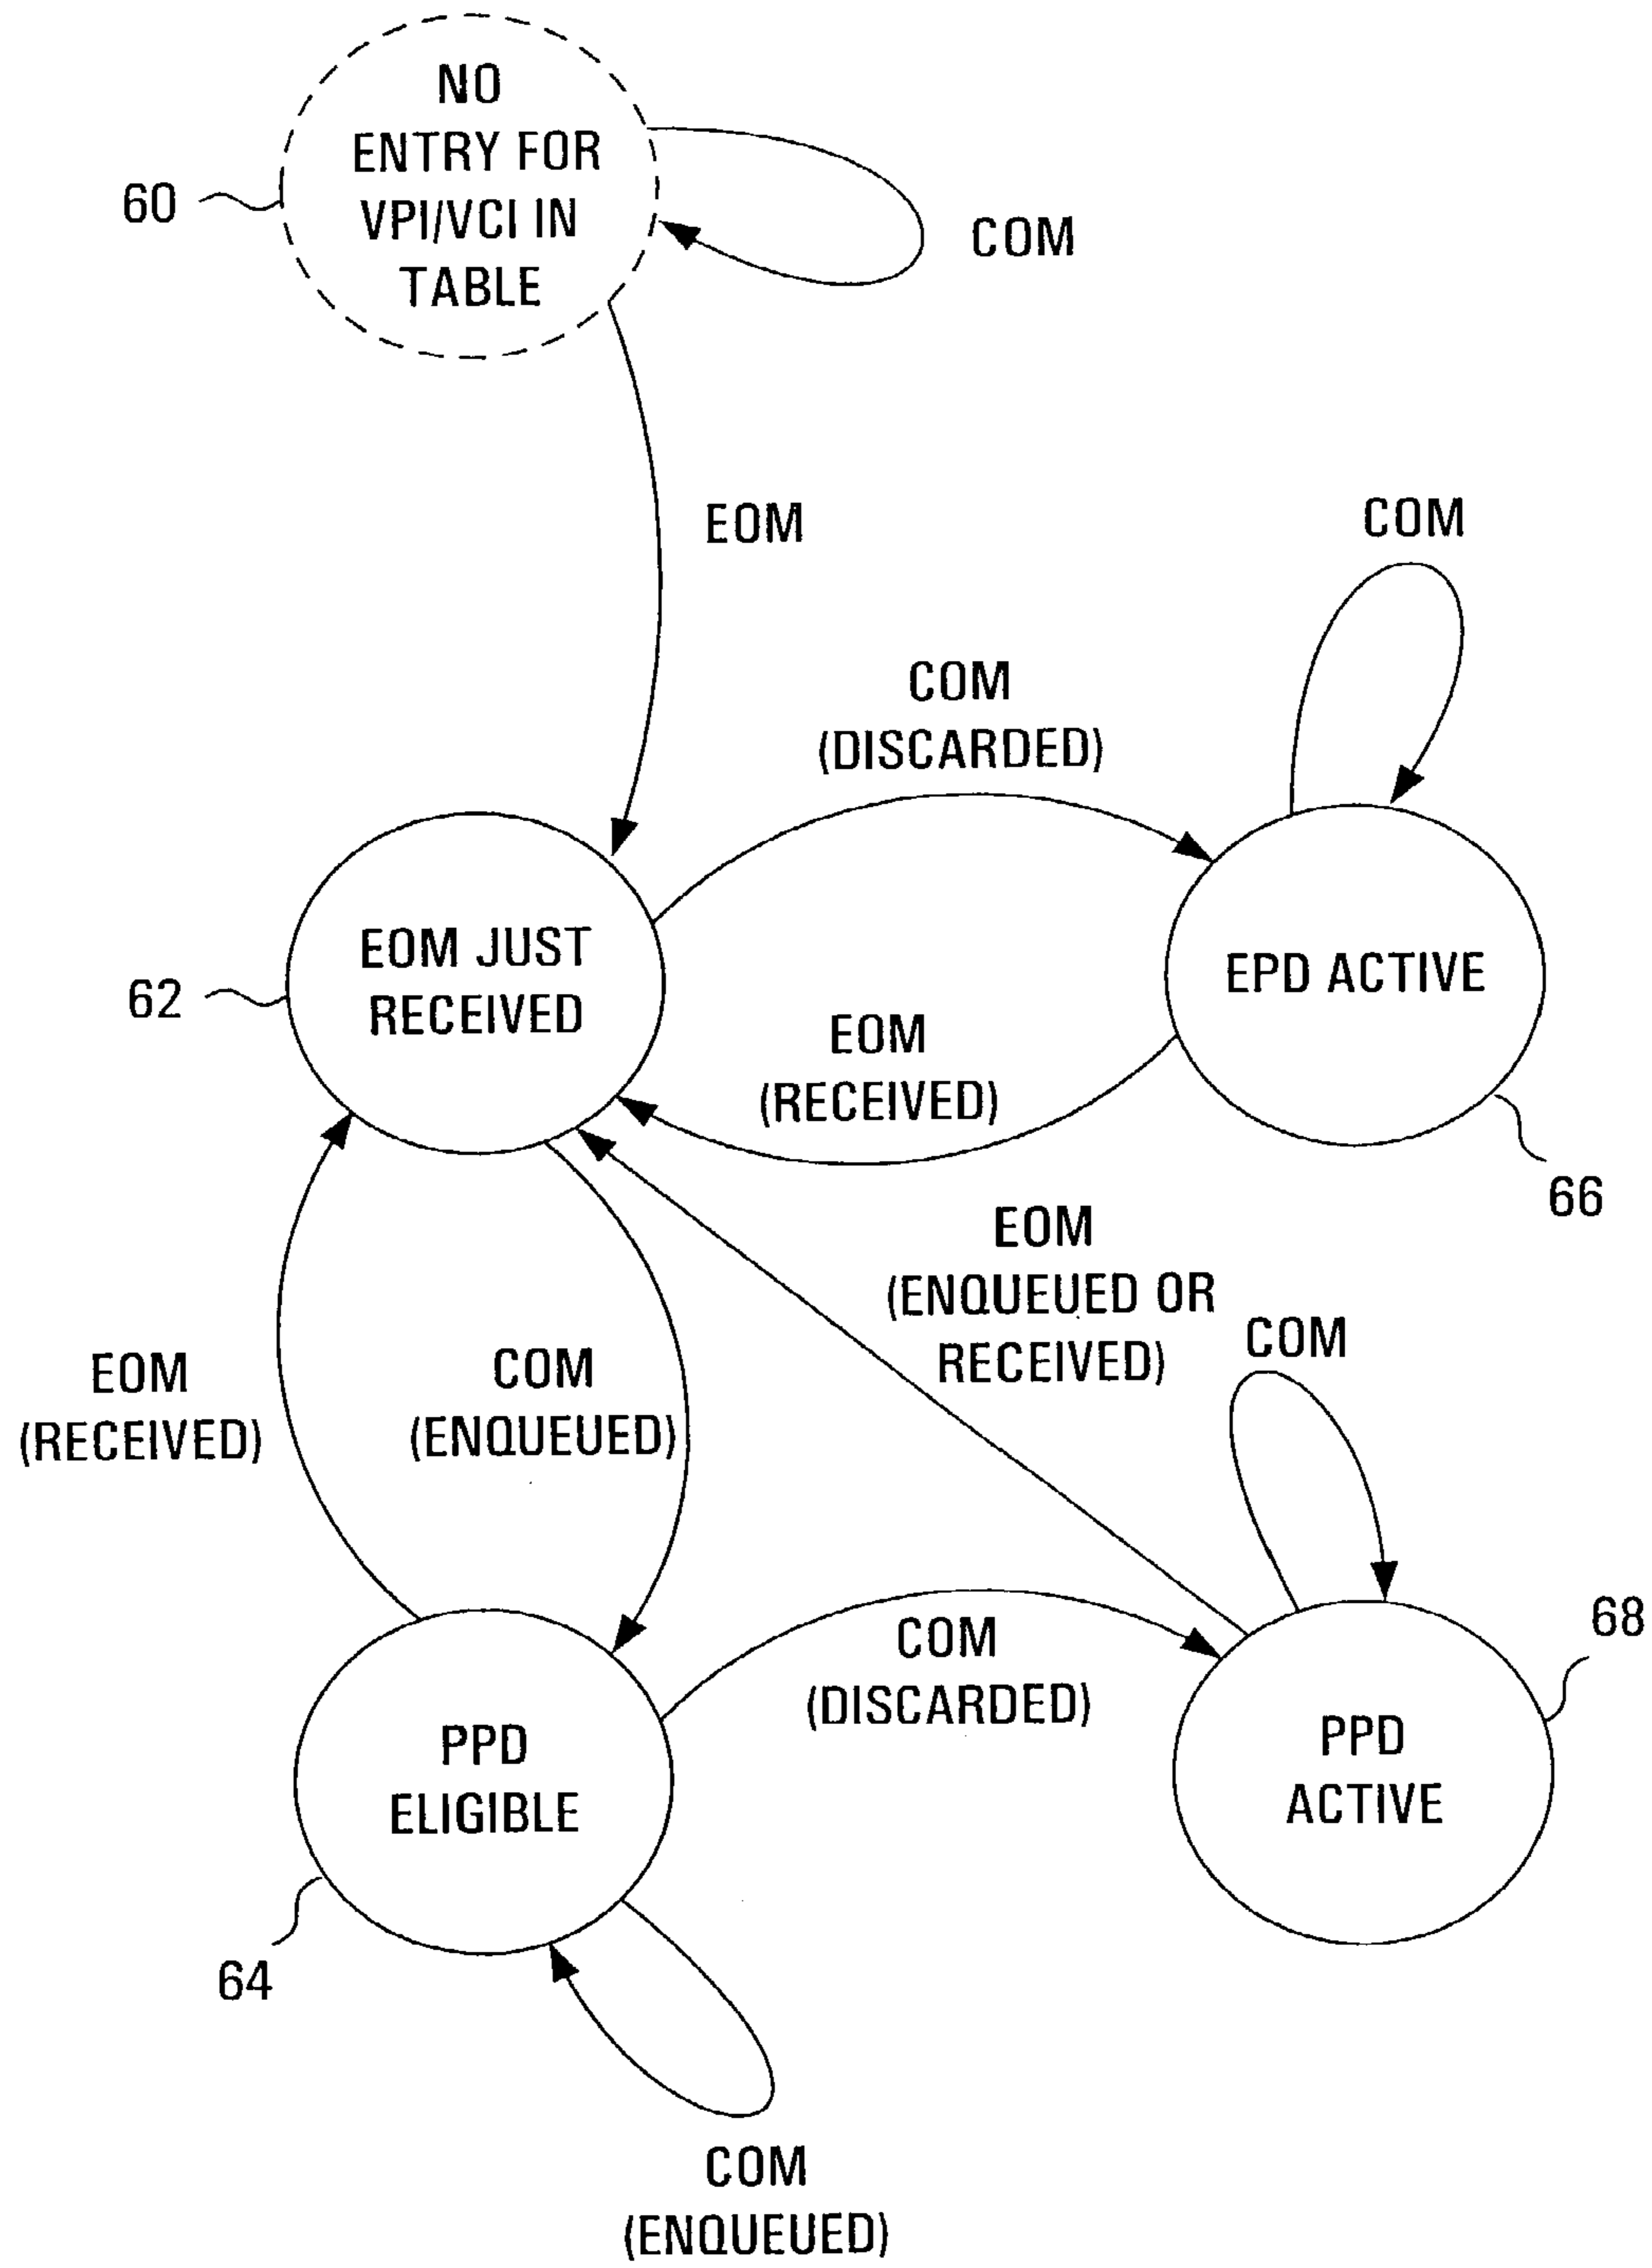 NO
ENTRY FOR
VPI/VCI IN
TABLE
60
COM
EOM
COM
COM
(DISCARDED)
EOM JUST
RECEIVED
62
EPD ACTIVE
EOM
(RECEIVED)
66
EOM
(ENQUEUED OR
RECEIVED)
COM
EOM
(RECEIVED)
COM
(ENQUEUED)
68
COM
(DISCARDED)
PPD
ELIGIBLE
PPD
ACTIVE
64
COM
(ENQUEUED)